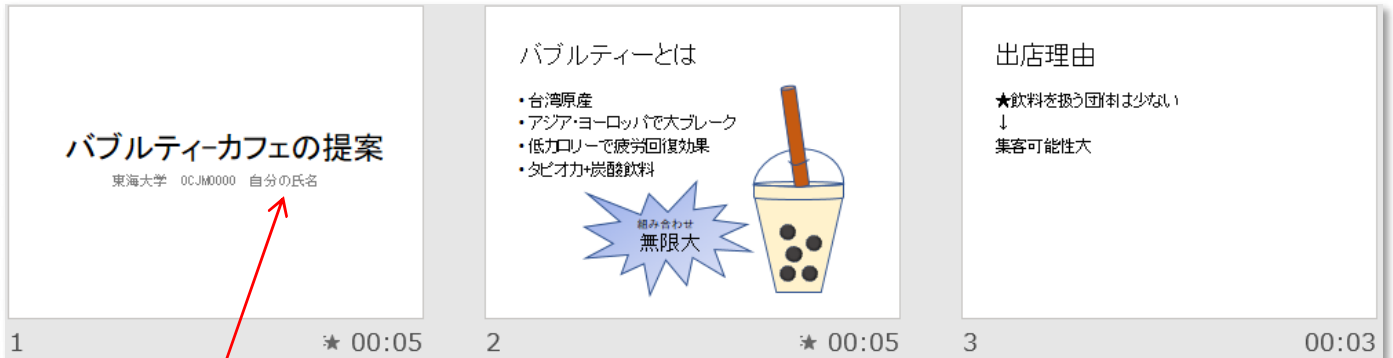 バブルティーカフェの提案
東海大学 0CJM0000 自分の氏名
1
00:05
バブルティーとは
・台湾原産
・アジア・ヨーロッパで大ブレーク
・低カロリーで疲労回復効果
・タピオカ+炭酸飲料
組み合わせ
無限大
2
00:05
出店理由
★飲料を扱う団体は少ない
↓
集客可能性大
3
00:03